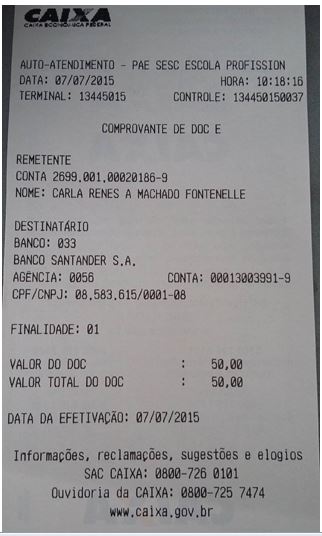 CAIXA
CAIXA ECONÔMICA FEDERAL
AUTO-ATENDIMENTO - PAE SESC ESCOLA PROFISSION
DATA: 07/07/2015 HORA: 10:18:16
TERMINAL: 13445015 CONTROLE: 134450150037
COMPROVANTE DE DOC E
REMETENTE
CONTA 2699.001.00020186-9
NOME: CARLA RENES A MACHADO FONTENELLE
DESTINATÁRIO
BANCO: 033
BANCO SANTANDER S.A.
AGÊNCIA: 0056 CONTA: 00013003991-9
CPF/CNPJ: 08.583.615/0001-08
FINALIDADE: 01
VALOR DO DOC : 50,00
VALOR TOTAL DO DOC : 50,00
DATA DA EFETIVAÇÃO: 07/07/2015
Informações, reclamações, sugestões e elogios
SAC CAIXA: 0800-726 0101
Ouvidoria da CAIXA: 0800-725 7474
www.caixa.gov.br